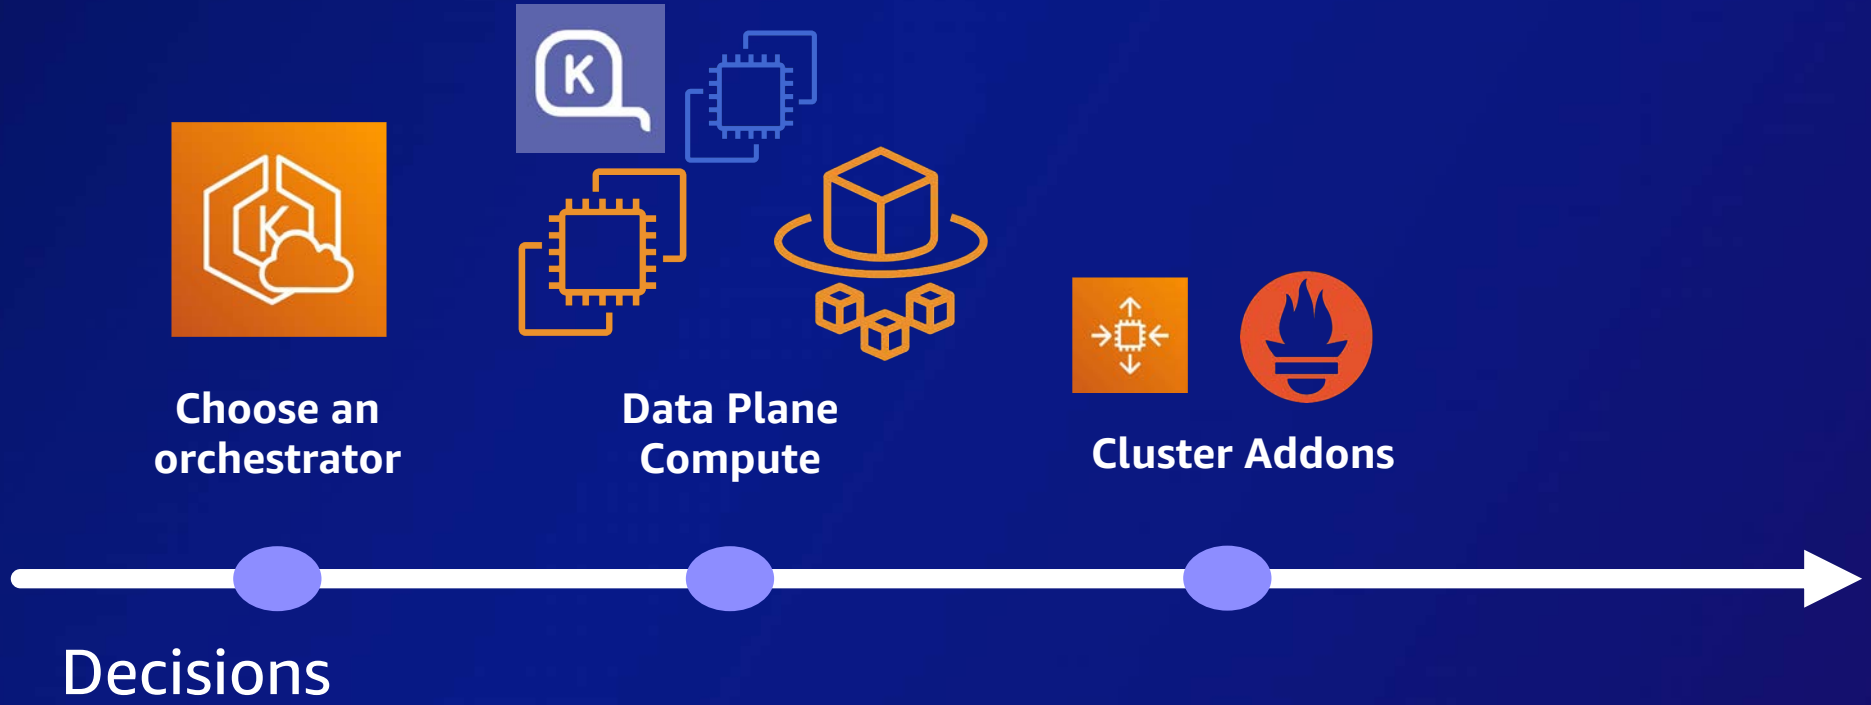 K
K
Choose an
orchestrator
Data Plane
Compute
Cluster Addons
Decisions